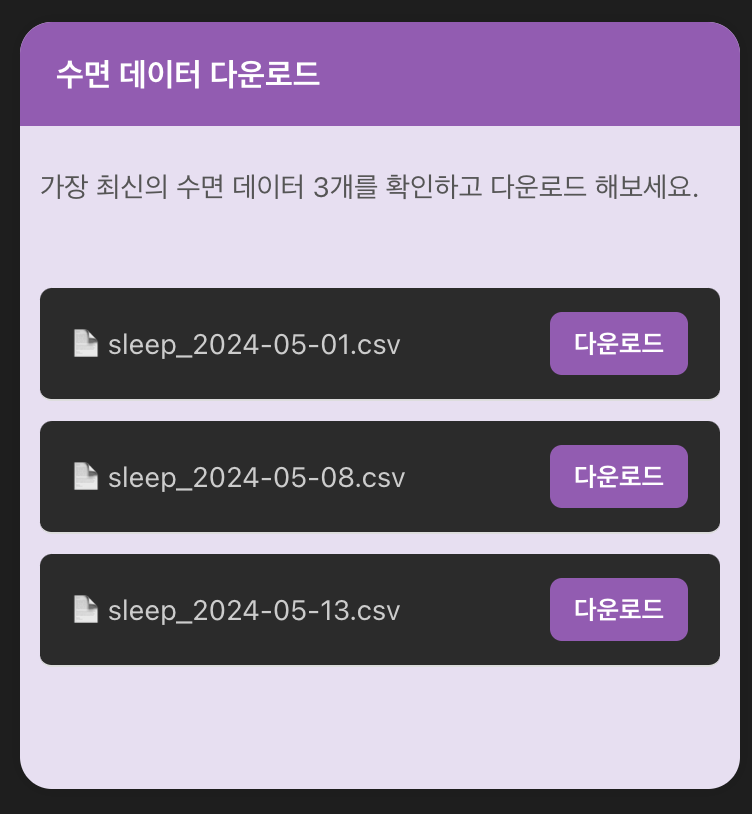 수면 데이터 다운로드
가장 최신의 수면 데이터 3개를 확인하고 다운로드 해보세요.
sleep_2024-05-01.csv 다운로드
sleep_2024-05-08.csv 다운로드
sleep_2024-05-13.csv 다운로드